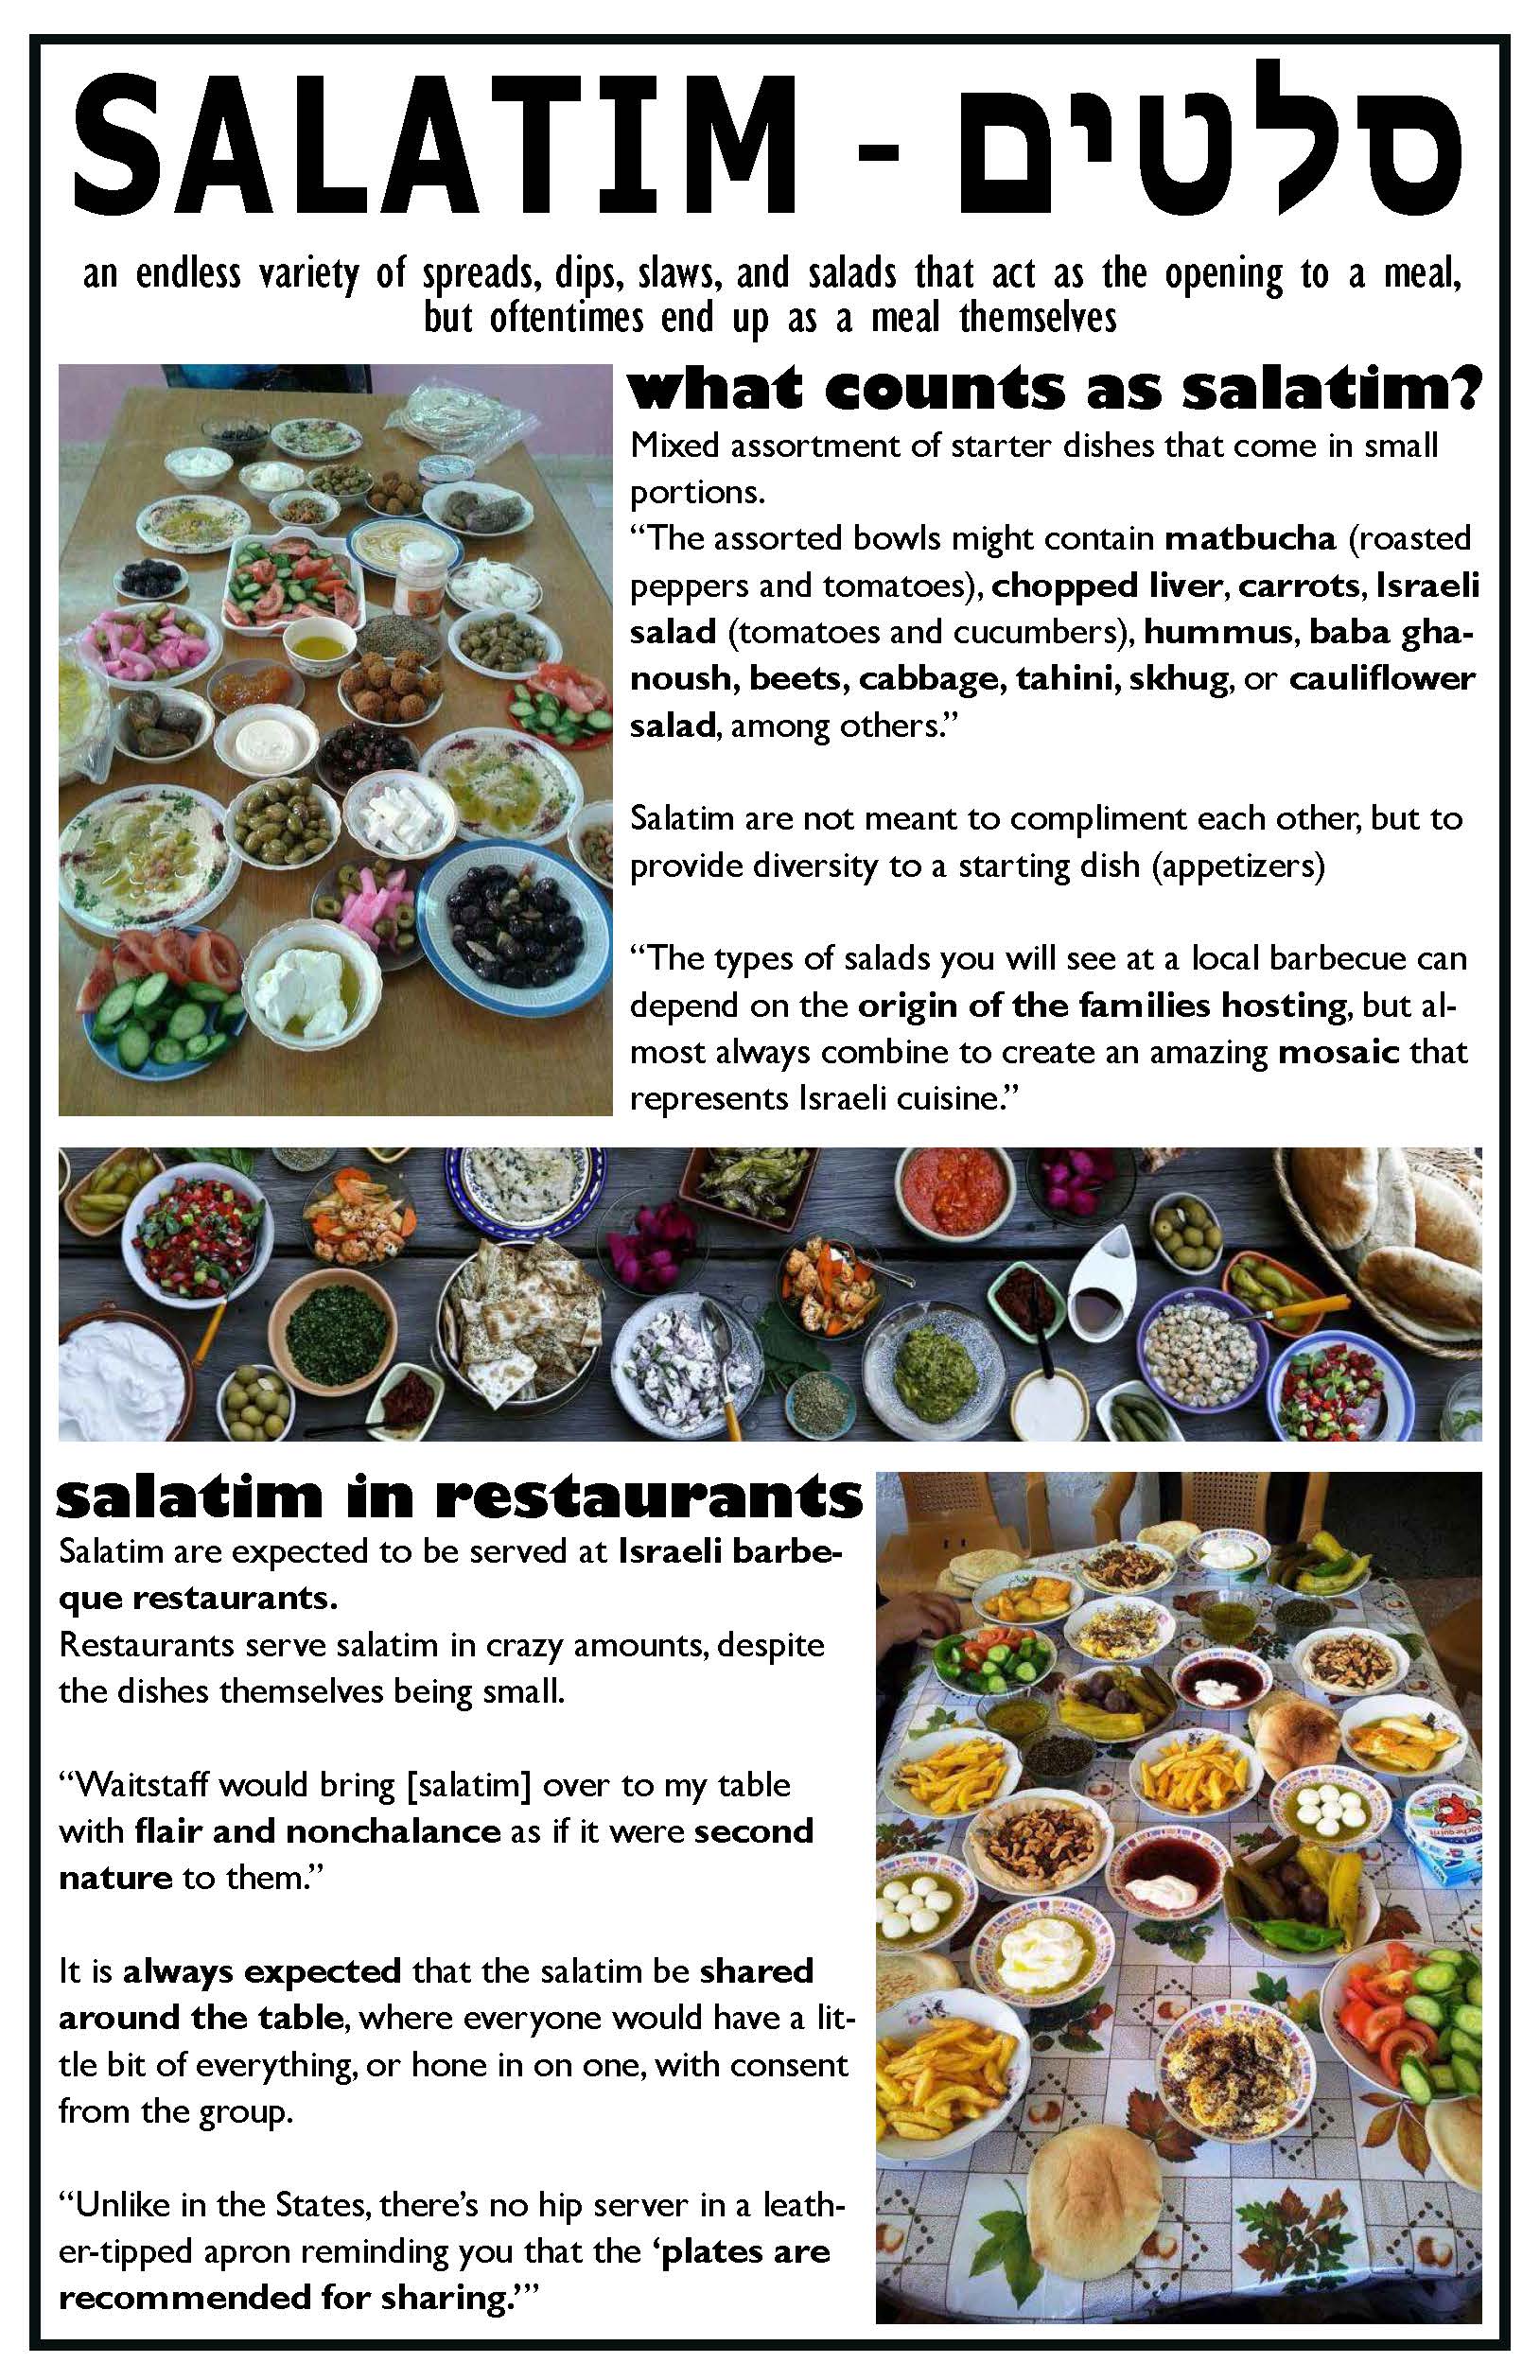 SALATIM - סלטים
an endless variety of spreads, dips, slaws, and salads that act as the opening to a meal,
but oftentimes end up as a meal themselves
what counts as salatim?
Mixed assortment of starter dishes that come in small
portions.
“The assorted bowls might contain matbucha (roasted
peppers and tomatoes), chopped liver, carrots, Israeli
salad (tomatoes and cucumbers), hummus, baba gha-
noush, beets, cabbage, tahini, skhug, or cauliflower
salad, among others.”
Salatim are not meant to compliment each other, but to
provide diversity to a starting dish (appetizers)
“The types of salads you will see at a local barbecue can
depend on the origin of the families hosting, but al-
most always combine to create an amazing mosaic that
represents Israeli cuisine.”
salatim in restaurants
Salatim are expected to be served at Israeli barbe-
que restaurants.
Restaurants serve salatim in crazy amounts, despite
the dishes themselves being small.
“Waitstaff would bring [salatim] over to my table
with flair and nonchalance as if it were second
nature to them.”
It is always expected that the salatim be shared
around the table, where everyone would have a lit-
tle bit of everything, or hone in on one, with consent
from the group.
“Unlike in the States, there’s no hip server in a leath-
er-tipped apron reminding you that the ‘plates are
recommended for sharing.’”